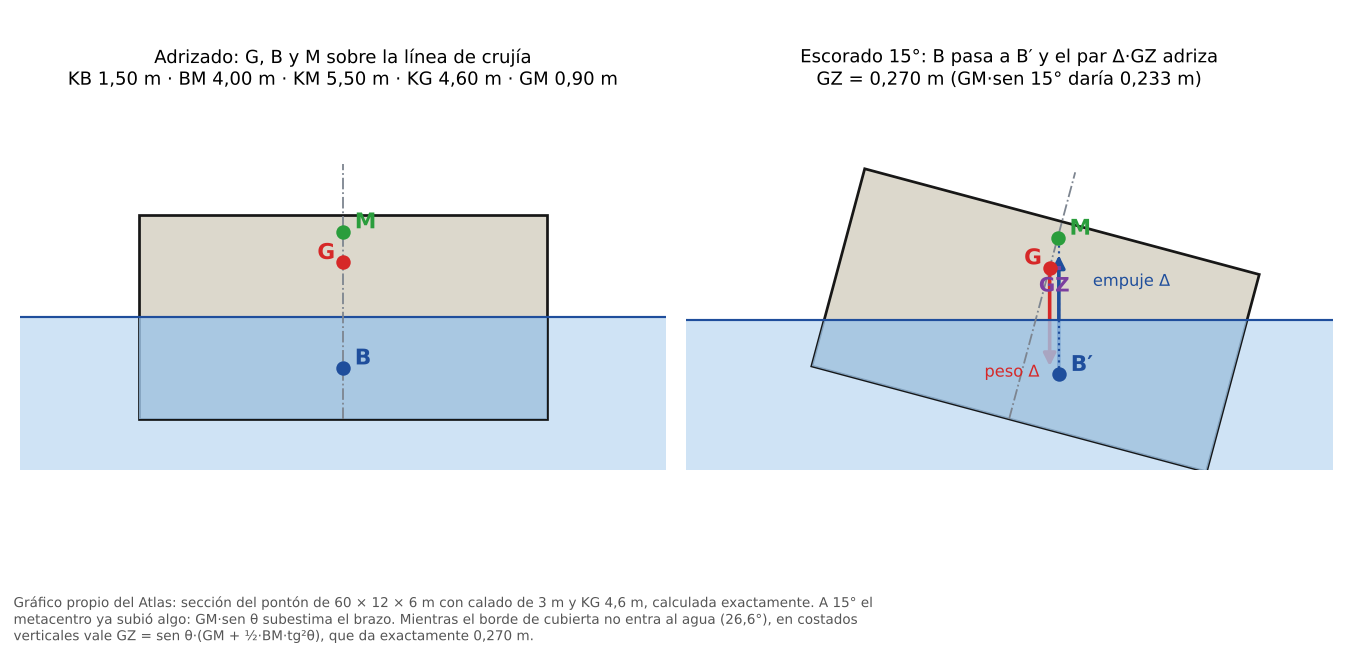 Adrizado: G, B y M sobre la línea de crujía
KB 1,50 m · BM 4,00 m · KM 5,50 m · KG 4,60 m · GM 0,90 m
M
G
B
Escorado 15°: B pasa a B′ y el par Δ·GZ adriza
GZ = 0,270 m (GM·sen 15° daría 0,233 m)
M
G
GZ
empuje Δ
B′
peso Δ
Gráfico propio del Atlas: sección del pontón de 60 × 12 × 6 m con calado de 3 m y KG 4,6 m, calculada exactamente. A 15° el
metacentro ya subió algo: GM·sen θ subestima el brazo. Mientras el borde de cubierta no entra al agua (26,6°), en costados
verticales vale GZ = sen θ·(GM + ½·BM·tg²θ), que da exactamente 0,270 m.